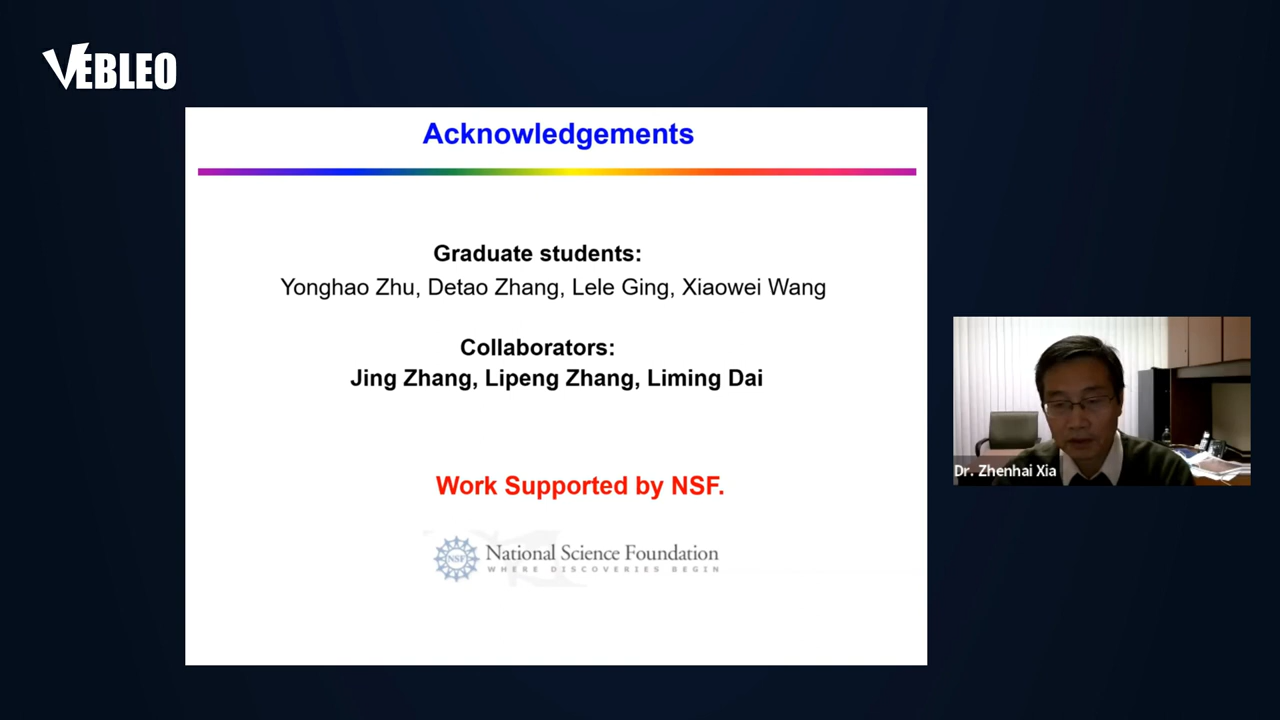 VEBLEO
Acknowledgements
Graduate students:
Yonghao Zhu, Detao Zhang, Lele Ging, Xiaowei Wang
Collaborators:
Jing Zhang, Lipeng Zhang, Liming Dai
Work Supported by NSF.
NSF
National Science Foundation
WHERE DISCOVERIES BEGIN
Dr. Zhenhai Xia